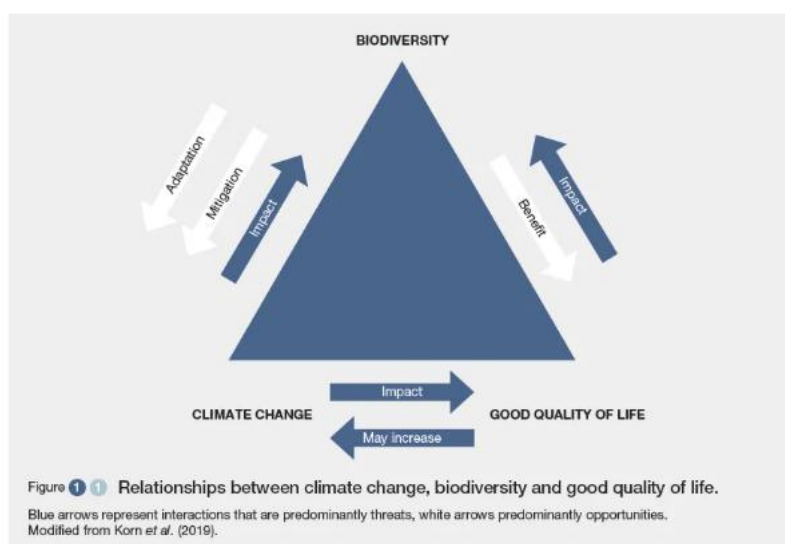 BIODIVERSITY
Adaptation
Mitigation
Impact
Benefit
Impact
Impact
CLIMATE CHANGE
GOOD QUALITY OF LIFE
May increase
Figure 1 1 Relationships between climate change, biodiversity and good quality of life.
Blue arrows represent interactions that are predominantly threats, white arrows predominantly opportunities.
Modified from Korn et al. (2019).